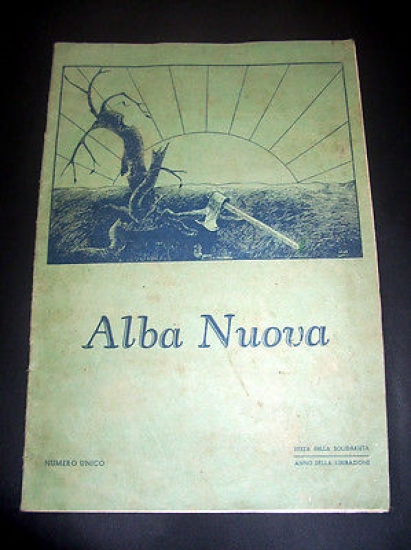 Alba Nuova
NUMERO UNICO
FESTA DELLA SOLIDARIETÀ
ANNO DELLA LIBERAZIONE